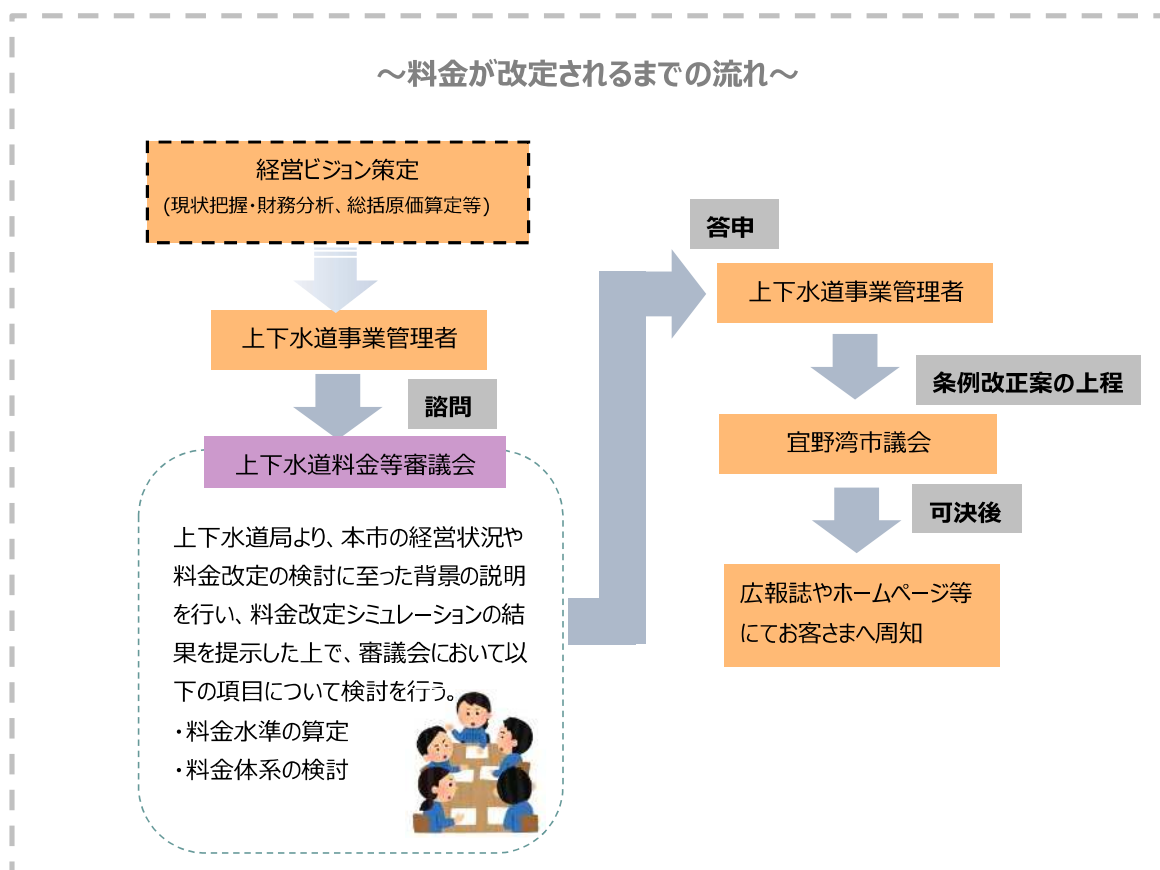 ~料金が改定されるまでの流れ~
経営ビジョン策定
(現状把握・財務分析、総括原価算定等)
上下水道事業管理者
諮問
上下水道料金等審議会
上下水道局より、本市の経営状況や
料金改定の検討に至った背景の説明
を行い、料金改定シミュレーションの結
果を提示した上で、審議会において以
下の項目について検討を行う。
・料金水準の算定
・料金体系の検討
答申
上下水道事業管理者
条例改正案の上程
宜野湾市議会
可決後
広報誌やホームページ等
にてお客さまへ周知